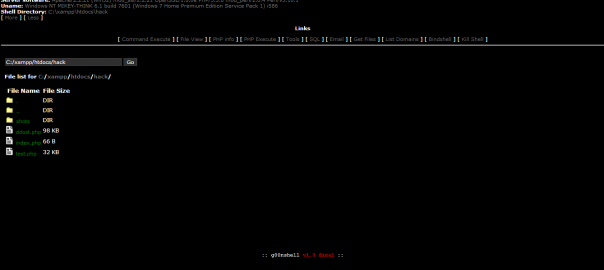 Uname: Windows NT MIKEY-THINK 6.1 build 7601 (Windows 7 Home Premium Edition Service Pack 1) i586
Shell Directory: C:\xampp\htdocs\hack
[ More ] [ Less ]
Links
[ Command Execute ] [ File View ] [ PHP Info ] [ PHP Execute ] [ Tools ] [ SQL ] [ Email ] [ Get Files ] [ List Domains ] [ Bindshell ] [ Kill Shell ]
C:/xampp/htdocs/hack Go
File list for C:/xampp/htdocs/hack/
File Name File Size
. DIR
.. DIR
DIR
ddost.php 98 KB
index.php 66 B
test.php 32 KB
:: g00nshell v1.3 final ::